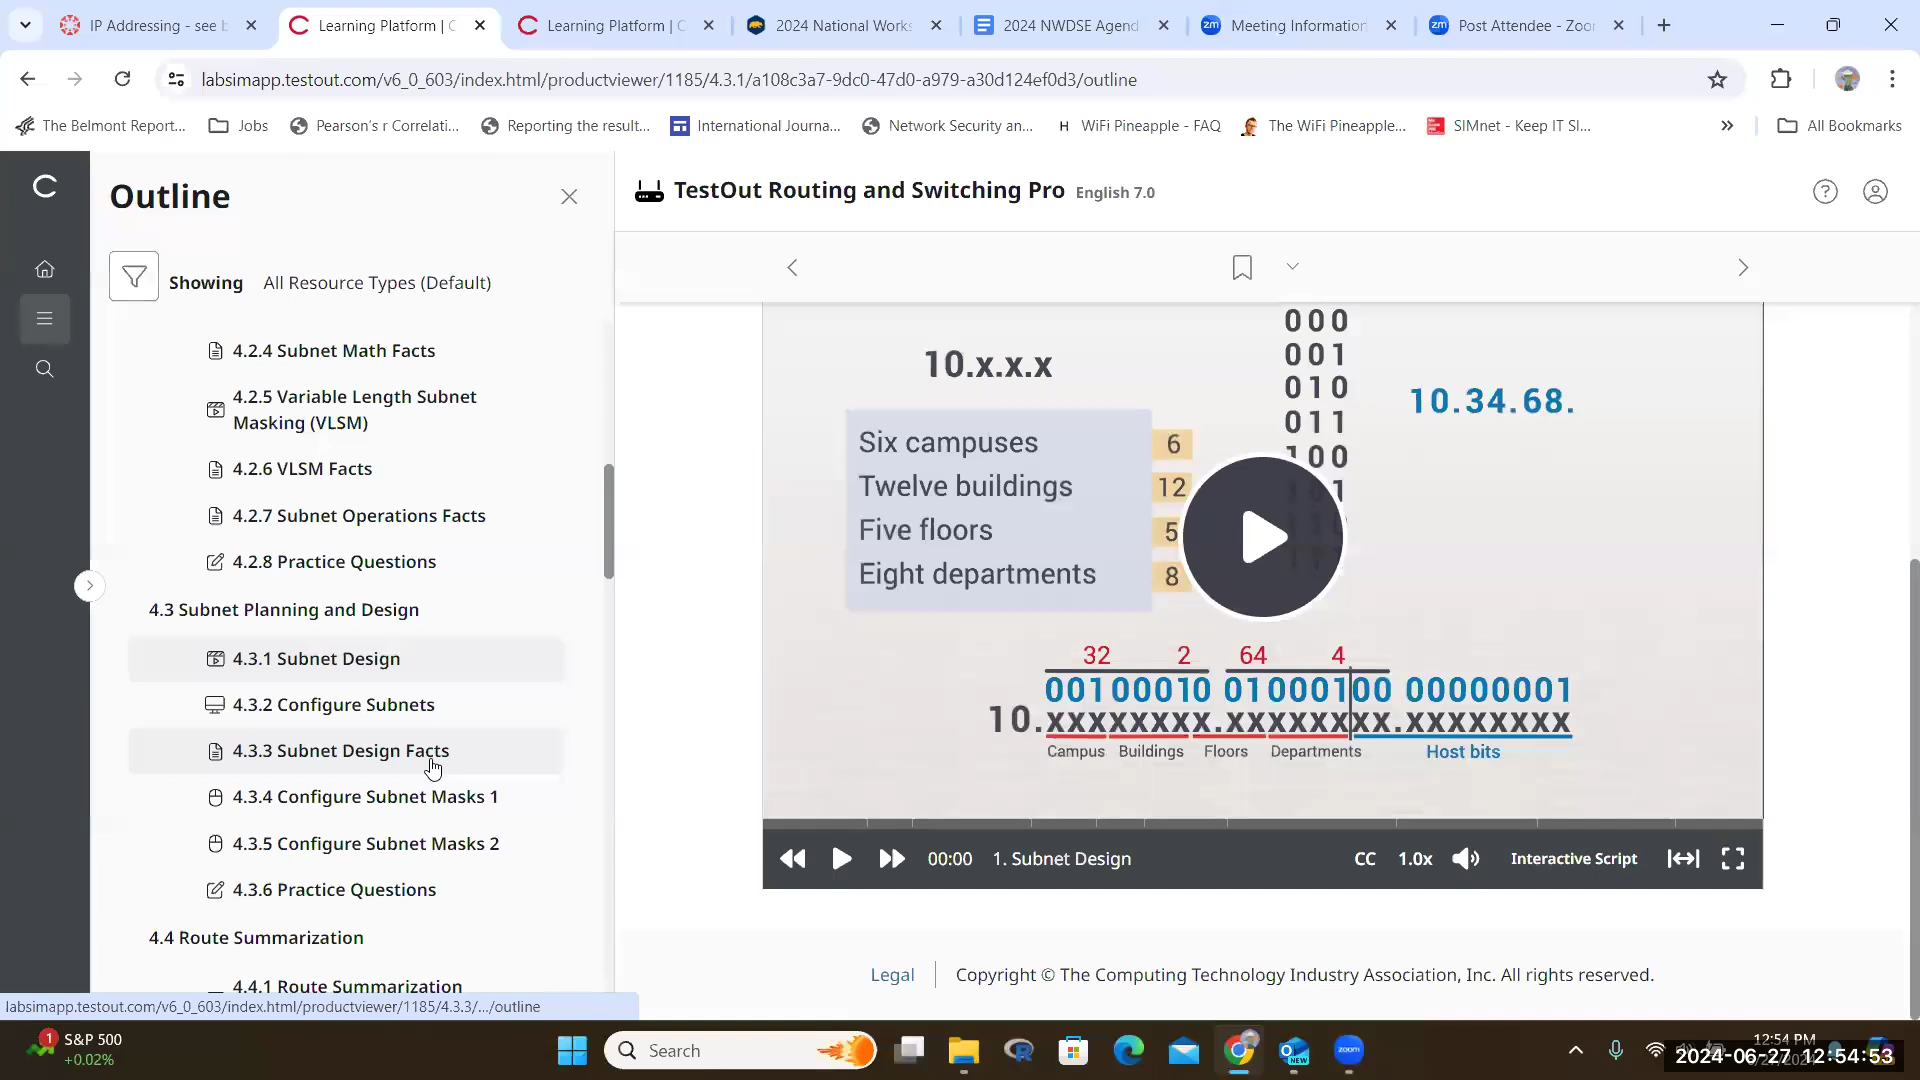 IP Addressing - see b
Learning Platform | C
Learning Platform | C
2024 National Works
2024 NWDSE Agend
Meeting Information
Post Attendee - Zoo
labsimapp.testout.com/v6_0_603/index.html/productviewer/1185/4.3.1/a108c3a7-9dc0-47d0-a979-a30d124ef0d3/outline
The Belmont Report...
Jobs
Pearson's r Correlati...
Reporting the result...
International Journa...
Network Security an...
WiFi Pineapple - FAQ
The WiFi Pineapple...
SIMnet - Keep IT SI...
All Bookmarks
Outline
Showing All Resource Types (Default)
4.2.4 Subnet Math Facts
4.2.5 Variable Length Subnet
Masking (VLSM)
4.2.6 VLSM Facts
4.2.7 Subnet Operations Facts
4.2.8 Practice Questions
4.3 Subnet Planning and Design
4.3.1 Subnet Design
4.3.2 Configure Subnets
4.3.3 Subnet Design Facts
4.3.4 Configure Subnet Masks 1
4.3.5 Configure Subnet Masks 2
4.3.6 Practice Questions
4.4 Route Summarization
4.4.1 Route Summarization
labsimapp.testout.com/v6_0_603/index.html/productviewer/1185/4.3.3/.../outline
TestOut Routing and Switching Pro English 7.0
10.x.x.x
000
001
010
011
100
10.34.68.
Six campuses 6
Twelve buildings 12
Five floors 5
Eight departments 8
32 2 64 4
00100010 01000100 00000001
10.xxxxxxxx.xxxxxxxx.xxxxxxxx
Campus Buildings Floors Departments Host bits
00:00 1. Subnet Design CC 1.0x Interactive Script
Legal
Copyright © The Computing Technology Industry Association, Inc. All rights reserved.
1
S&P 500
+0.02%
Search
zoom
NEW
12:54 PM
2024-06-27 12:54:53